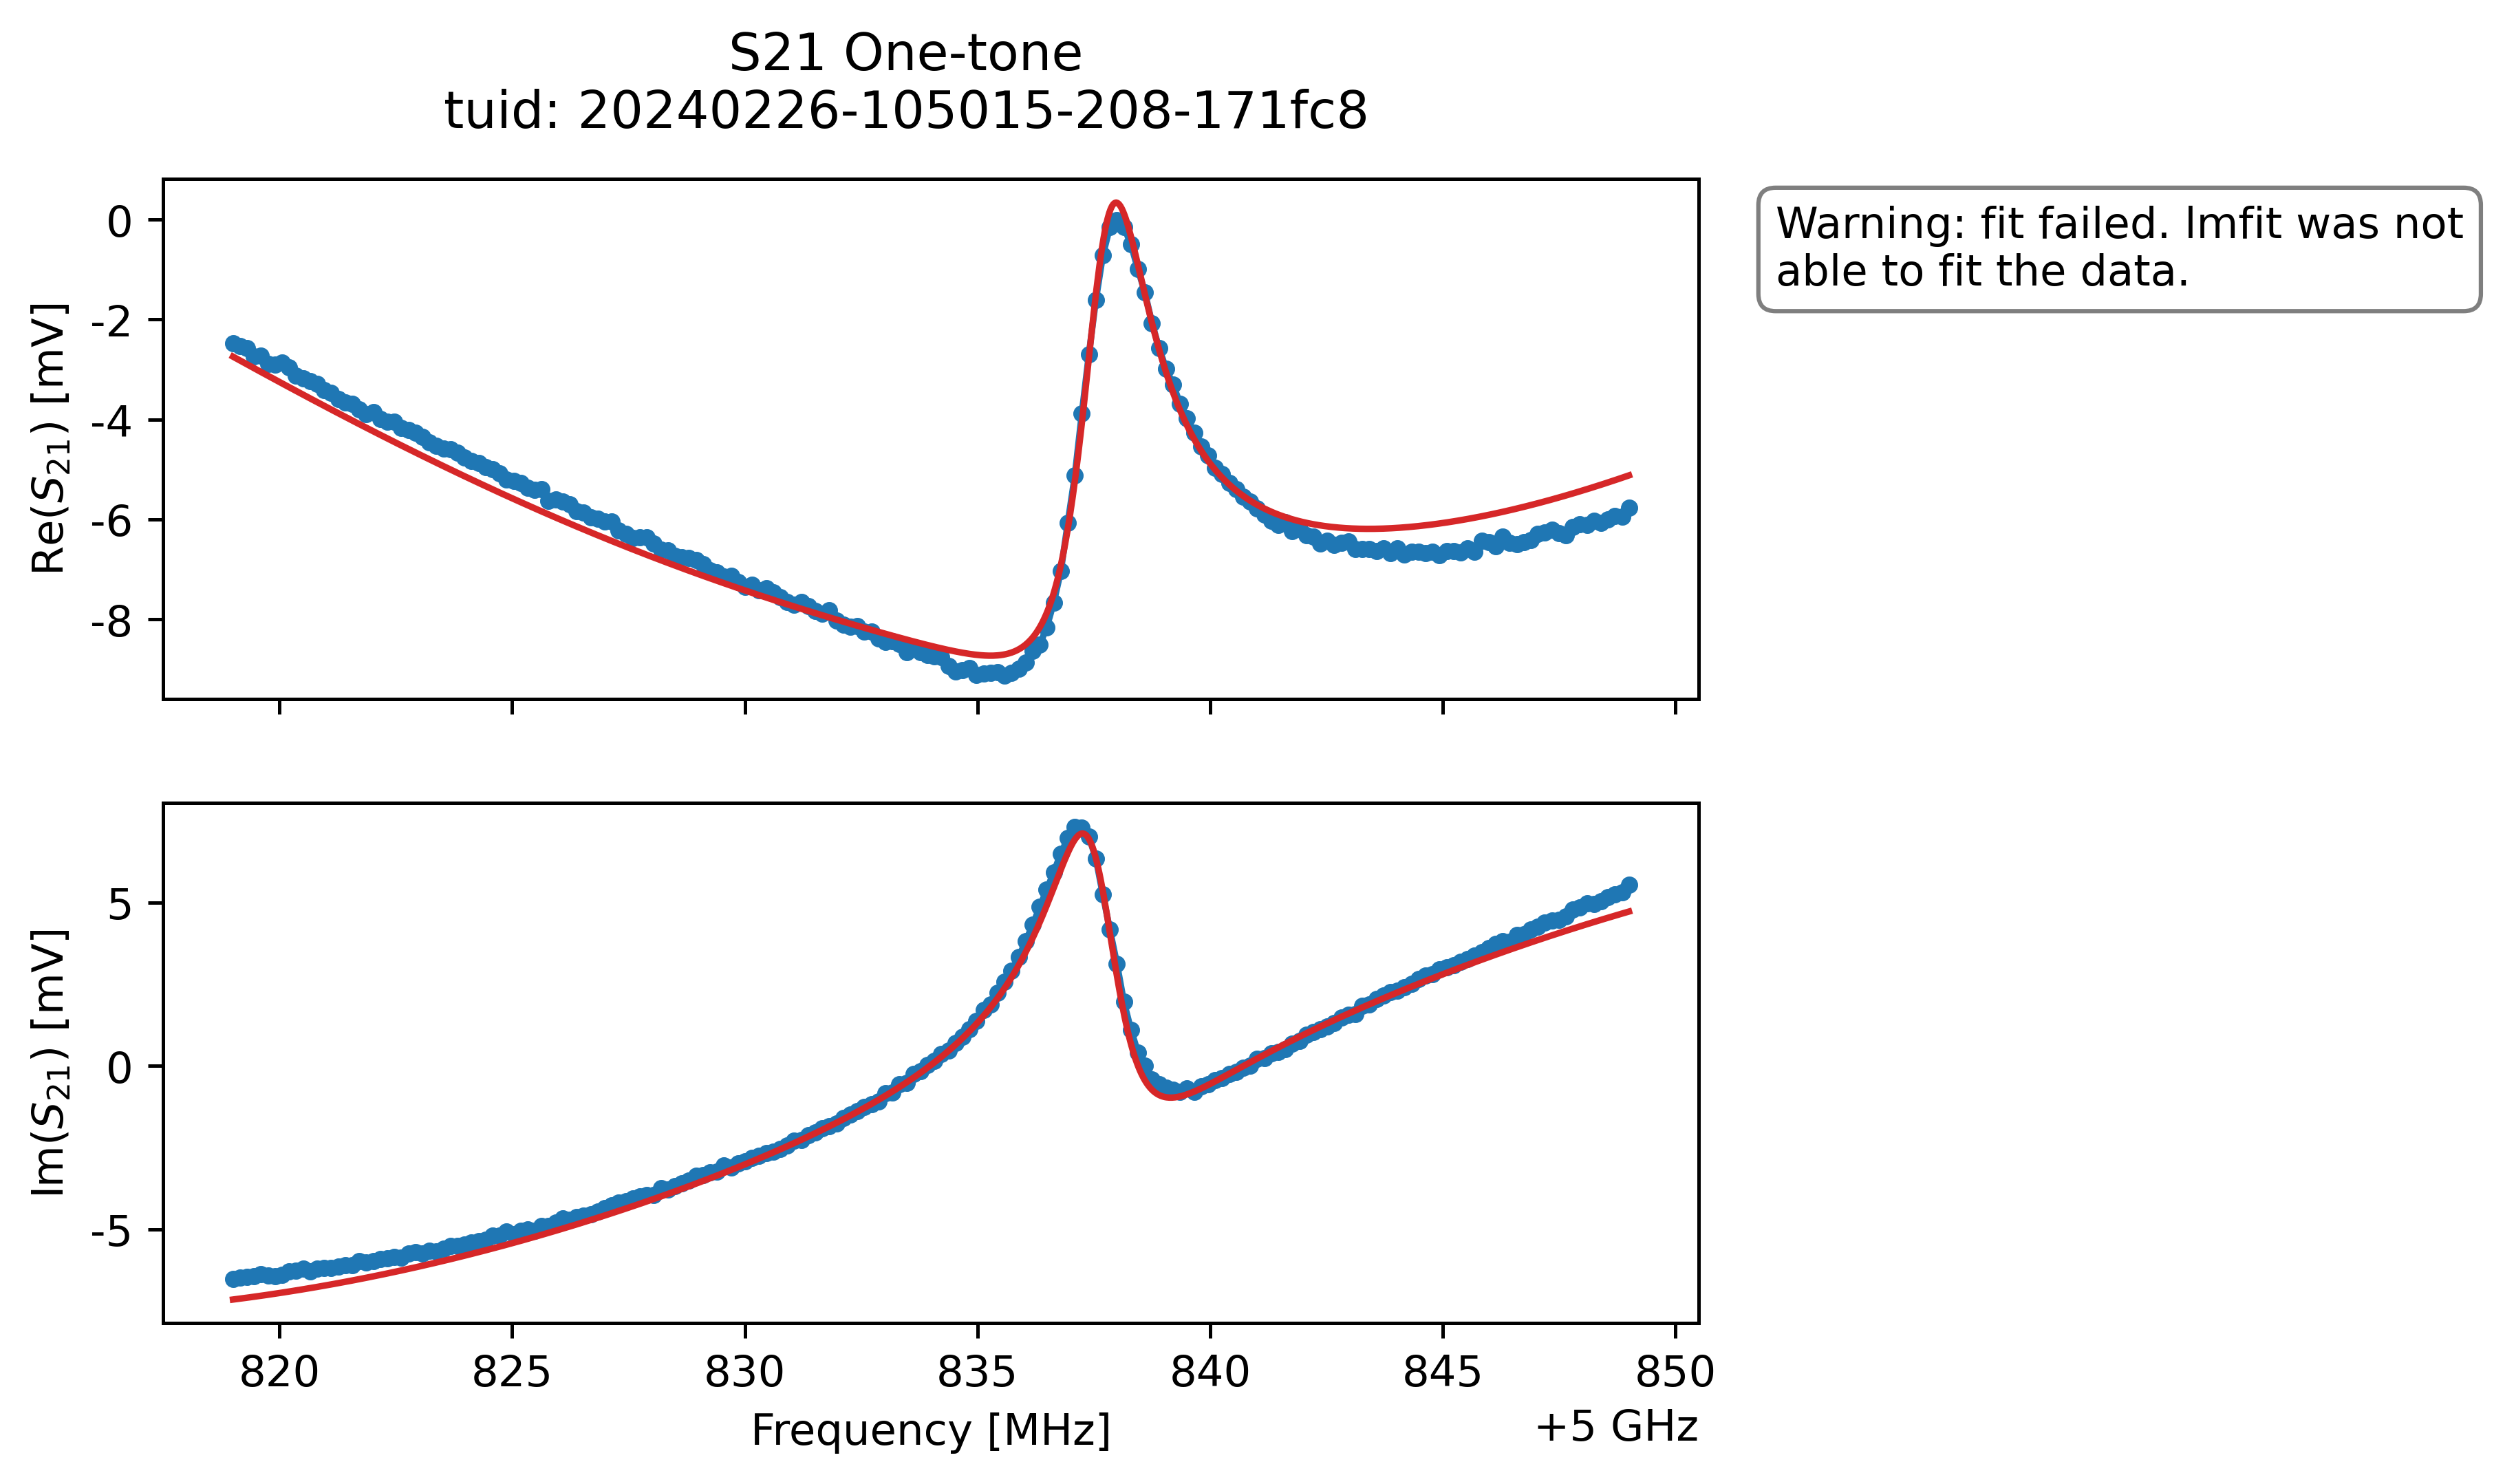 S21 One-tone
tuid: 20240226-105015-208-171fc8
Warning: fit failed. lmfit was not
able to fit the data.
Re(S₂₁) [mV]
0
-2
-4
-6
-8
Im(S₂₁) [mV]
5
0
-5
820 825 830 835 840 845 850
Frequency [MHz]
+5 GHz